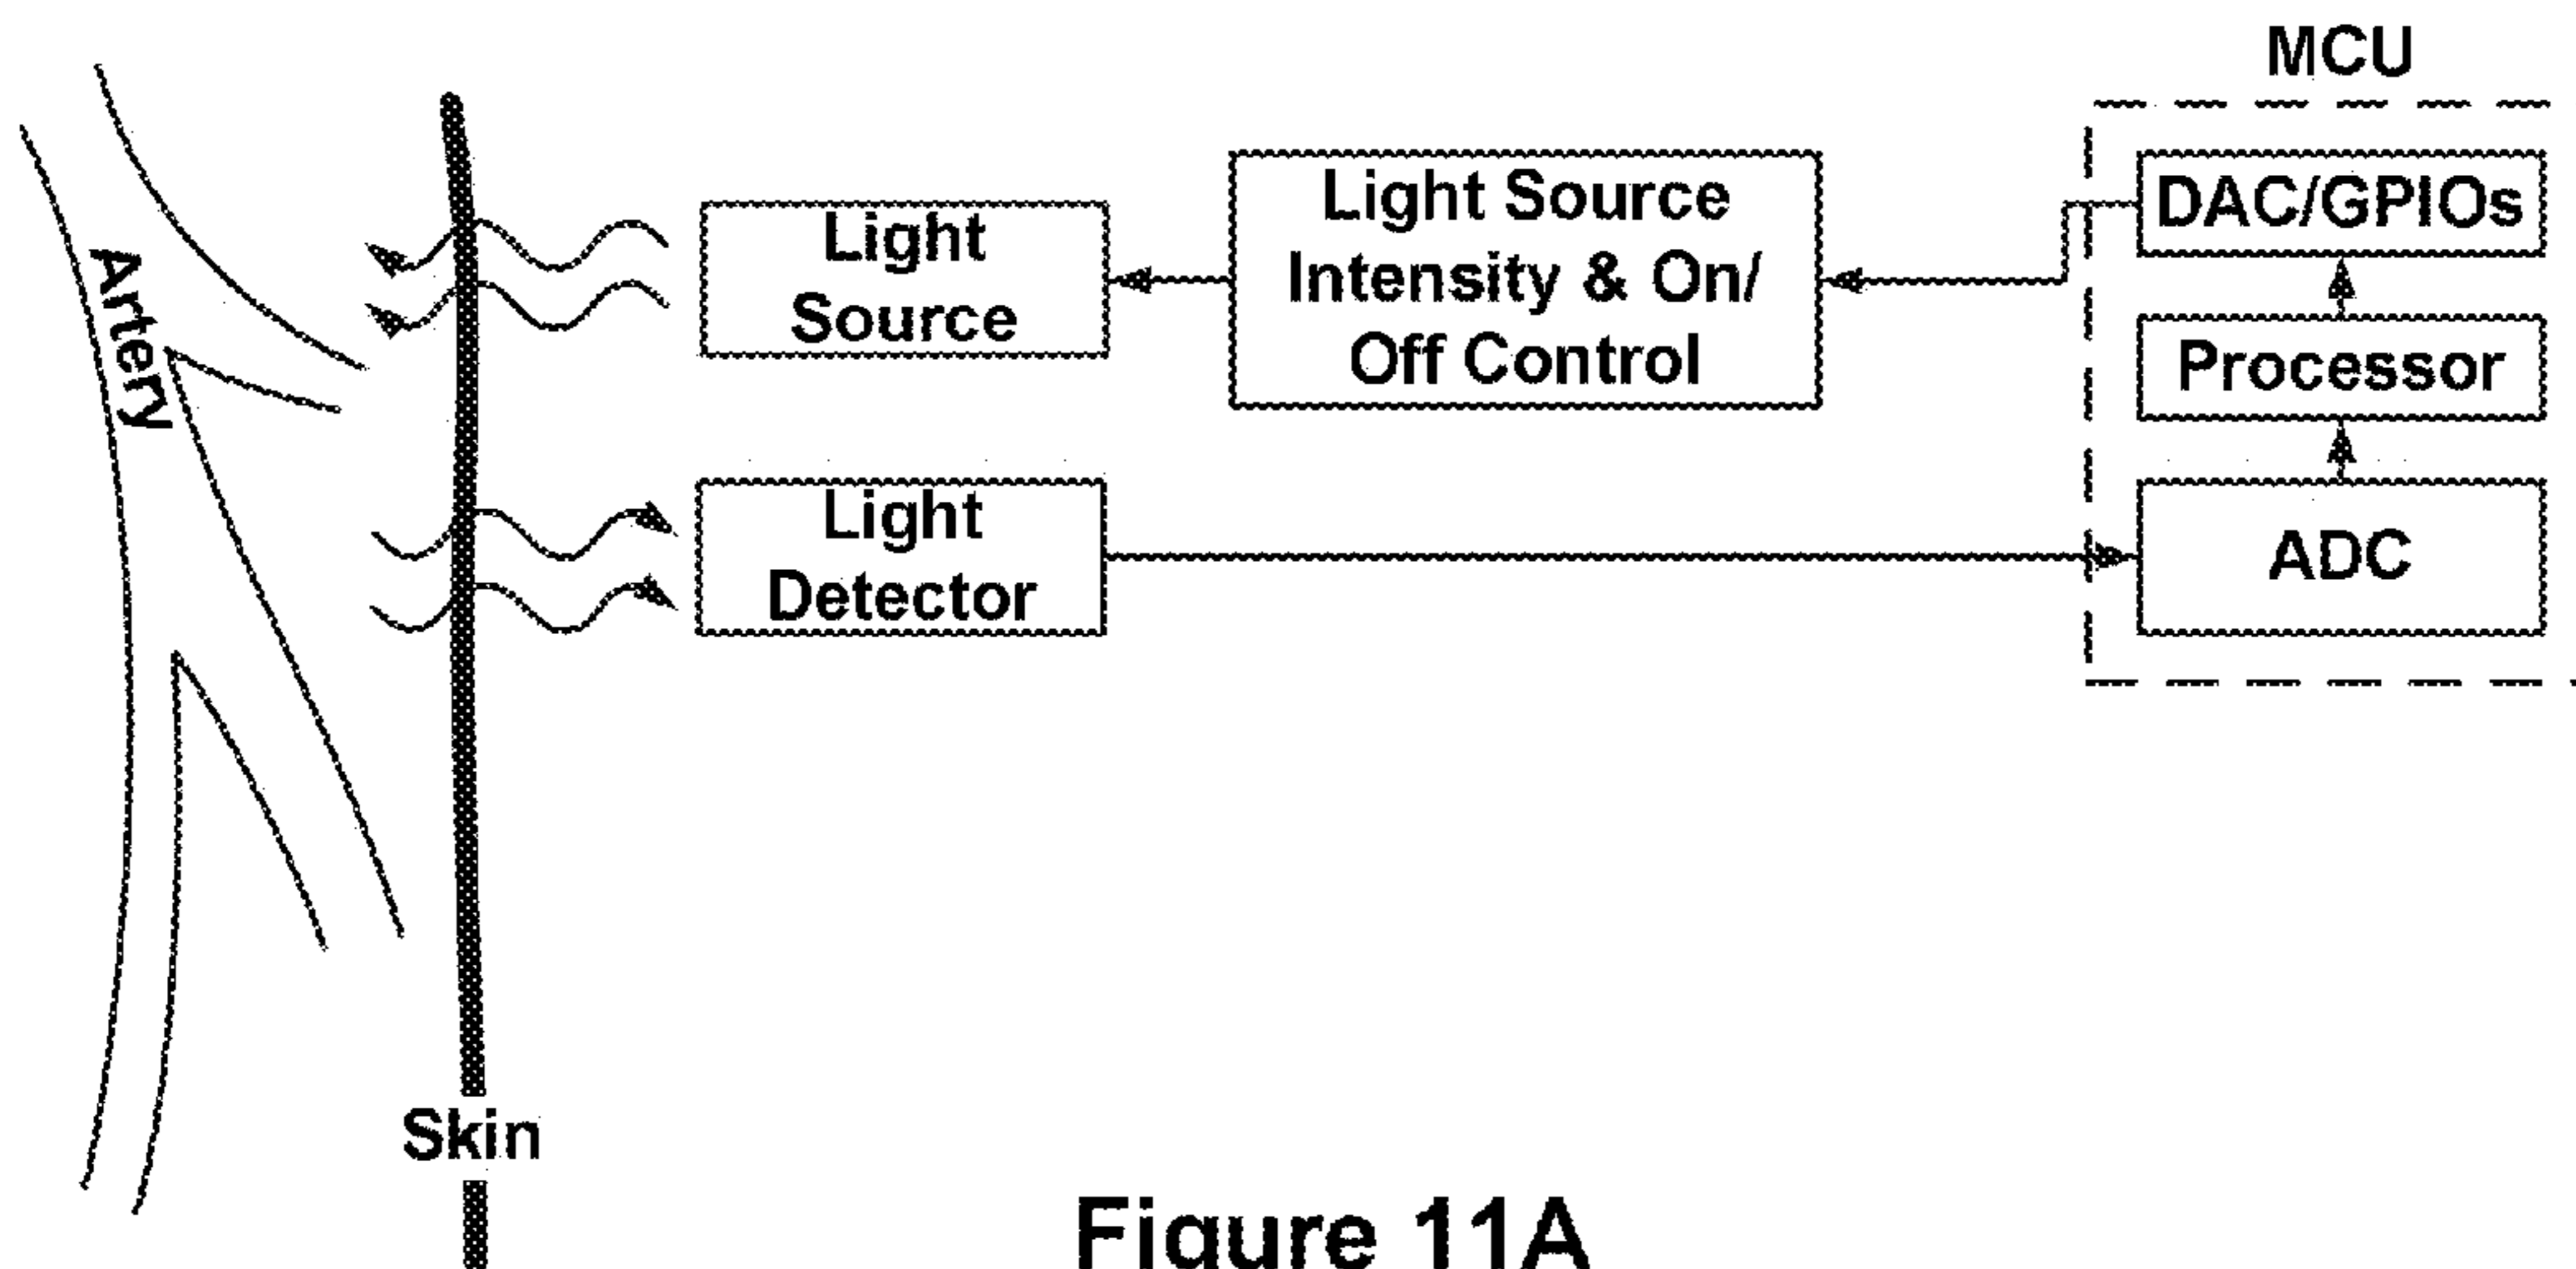 MCU
Artery
Light
Source
Light Source
Intensity & On/
Off Control
DAC/GPIOs
Processor
Light
Detector
ADC
Skin
Figure 11A